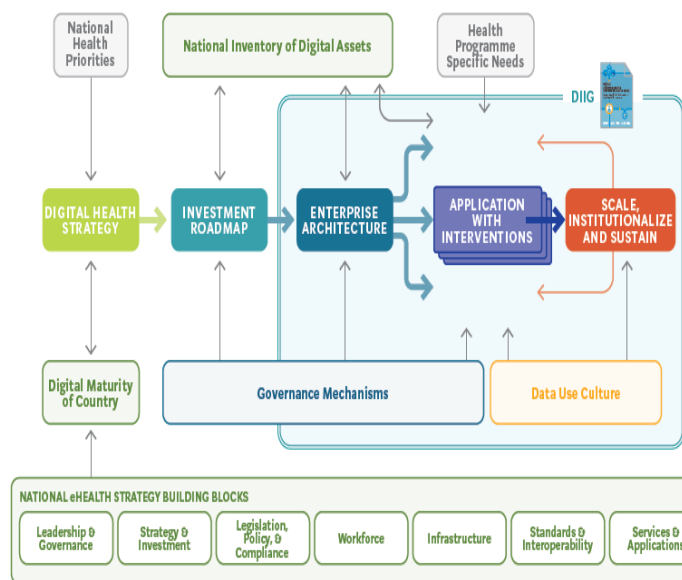 National
Health
Priorities
National Inventory of Digital Assets
Health
Programme
Specific Needs
DIIG
DIGITAL HEALTH
STRATEGY
INVESTMENT
ROADMAP
ENTERPRISE
ARCHITECTURE
APPLICATION
WITH
INTERVENTIONS
SCALE,
INSTITUTIONALIZE
AND SUSTAIN
Digital Maturity
of Country
Governance Mechanisms
Data Use Culture
NATIONAL eHEALTH STRATEGY BUILDING BLOCKS
Leadership &
Governance
Strategy &
Investment
Legislation,
Policy, &
Compliance
Workforce
Infrastructure
Standards &
Interoperability
Services &
Applications